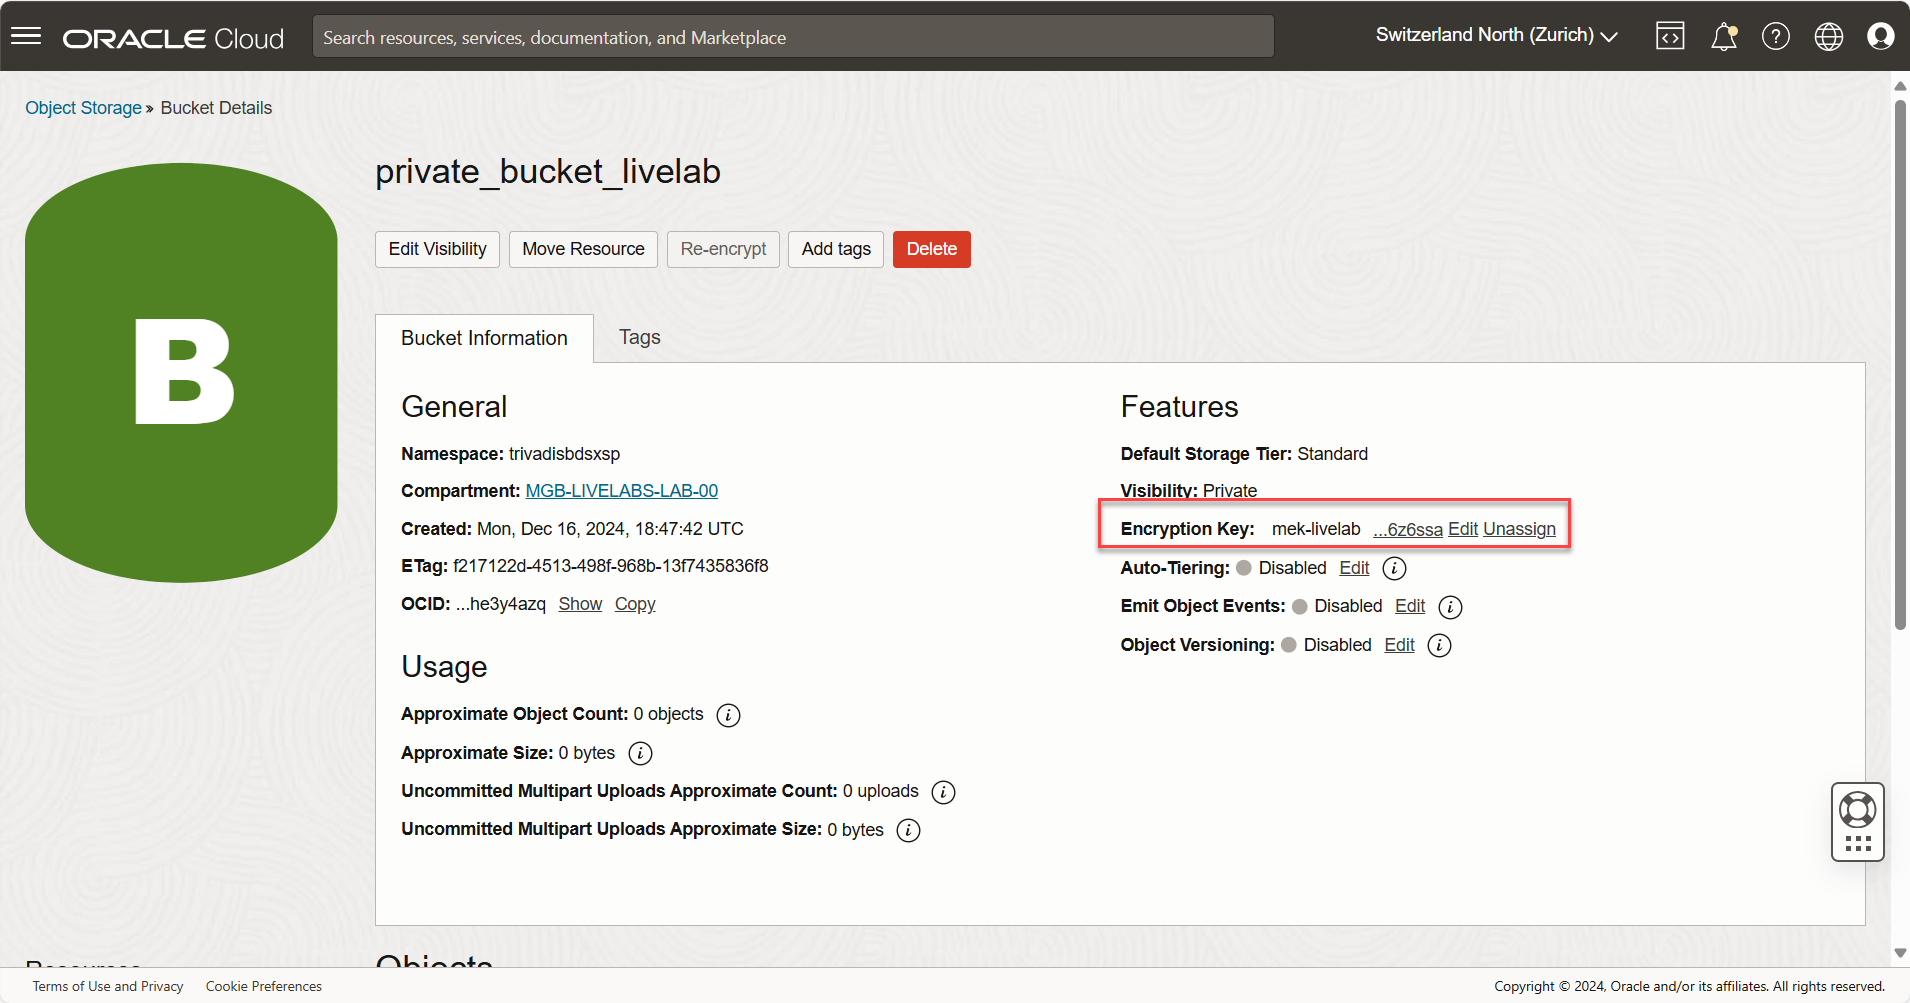 ORACLE Cloud
Search resources, services, documentation, and Marketplace
Switzerland North (Zurich)
Object Storage » Bucket Details
B
private_bucket_livelab
Edit Visibility Move Resource Re-encrypt Add tags Delete
Bucket Information Tags
General
Namespace: trivadisbdsxsp
Compartment: MGB-LIVELABS-LAB-00
Created: Mon, Dec 16, 2024, 18:47:42 UTC
ETag: f217122d-4513-498f-968b-13f7435836f8
OCID: ...he3y4azq Show Copy
Usage
Approximate Object Count: 0 objects
Approximate Size: 0 bytes
Uncommitted Multipart Uploads Approximate Count: 0 uploads
Uncommitted Multipart Uploads Approximate Size: 0 bytes
Features
Default Storage Tier: Standard
Visibility: Private
Encryption Key: mek-livelab ...6z6ssa Edit Unassign
Auto-Tiering: Disabled Edit
Emit Object Events: Disabled Edit
Object Versioning: Disabled Edit
Resources
Objects
Terms of Use and Privacy Cookie Preferences
Copyright © 2024, Oracle and/or its affiliates. All rights reserved.